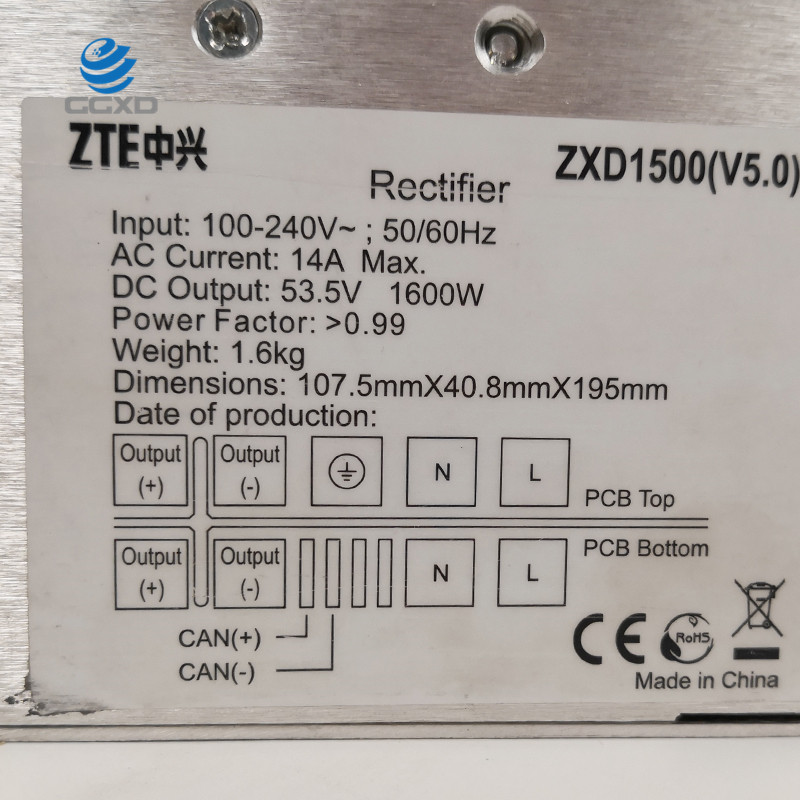 GGXD
ZTE中兴
ZXD1500(V5.0)
Rectifier
Input: 100-240V~ ; 50/60Hz
AC Current: 14A Max.
DC Output: 53.5V 1600W
Power Factor: >0.99
Weight: 1.6kg
Dimensions: 107.5mmX40.8mmX195mm
Date of production:
Output (+) Output (-) N L PCB Top
Output (+) Output (-) N L PCB Bottom
CAN(+)
CAN(-)
CE RoHS
Made in China